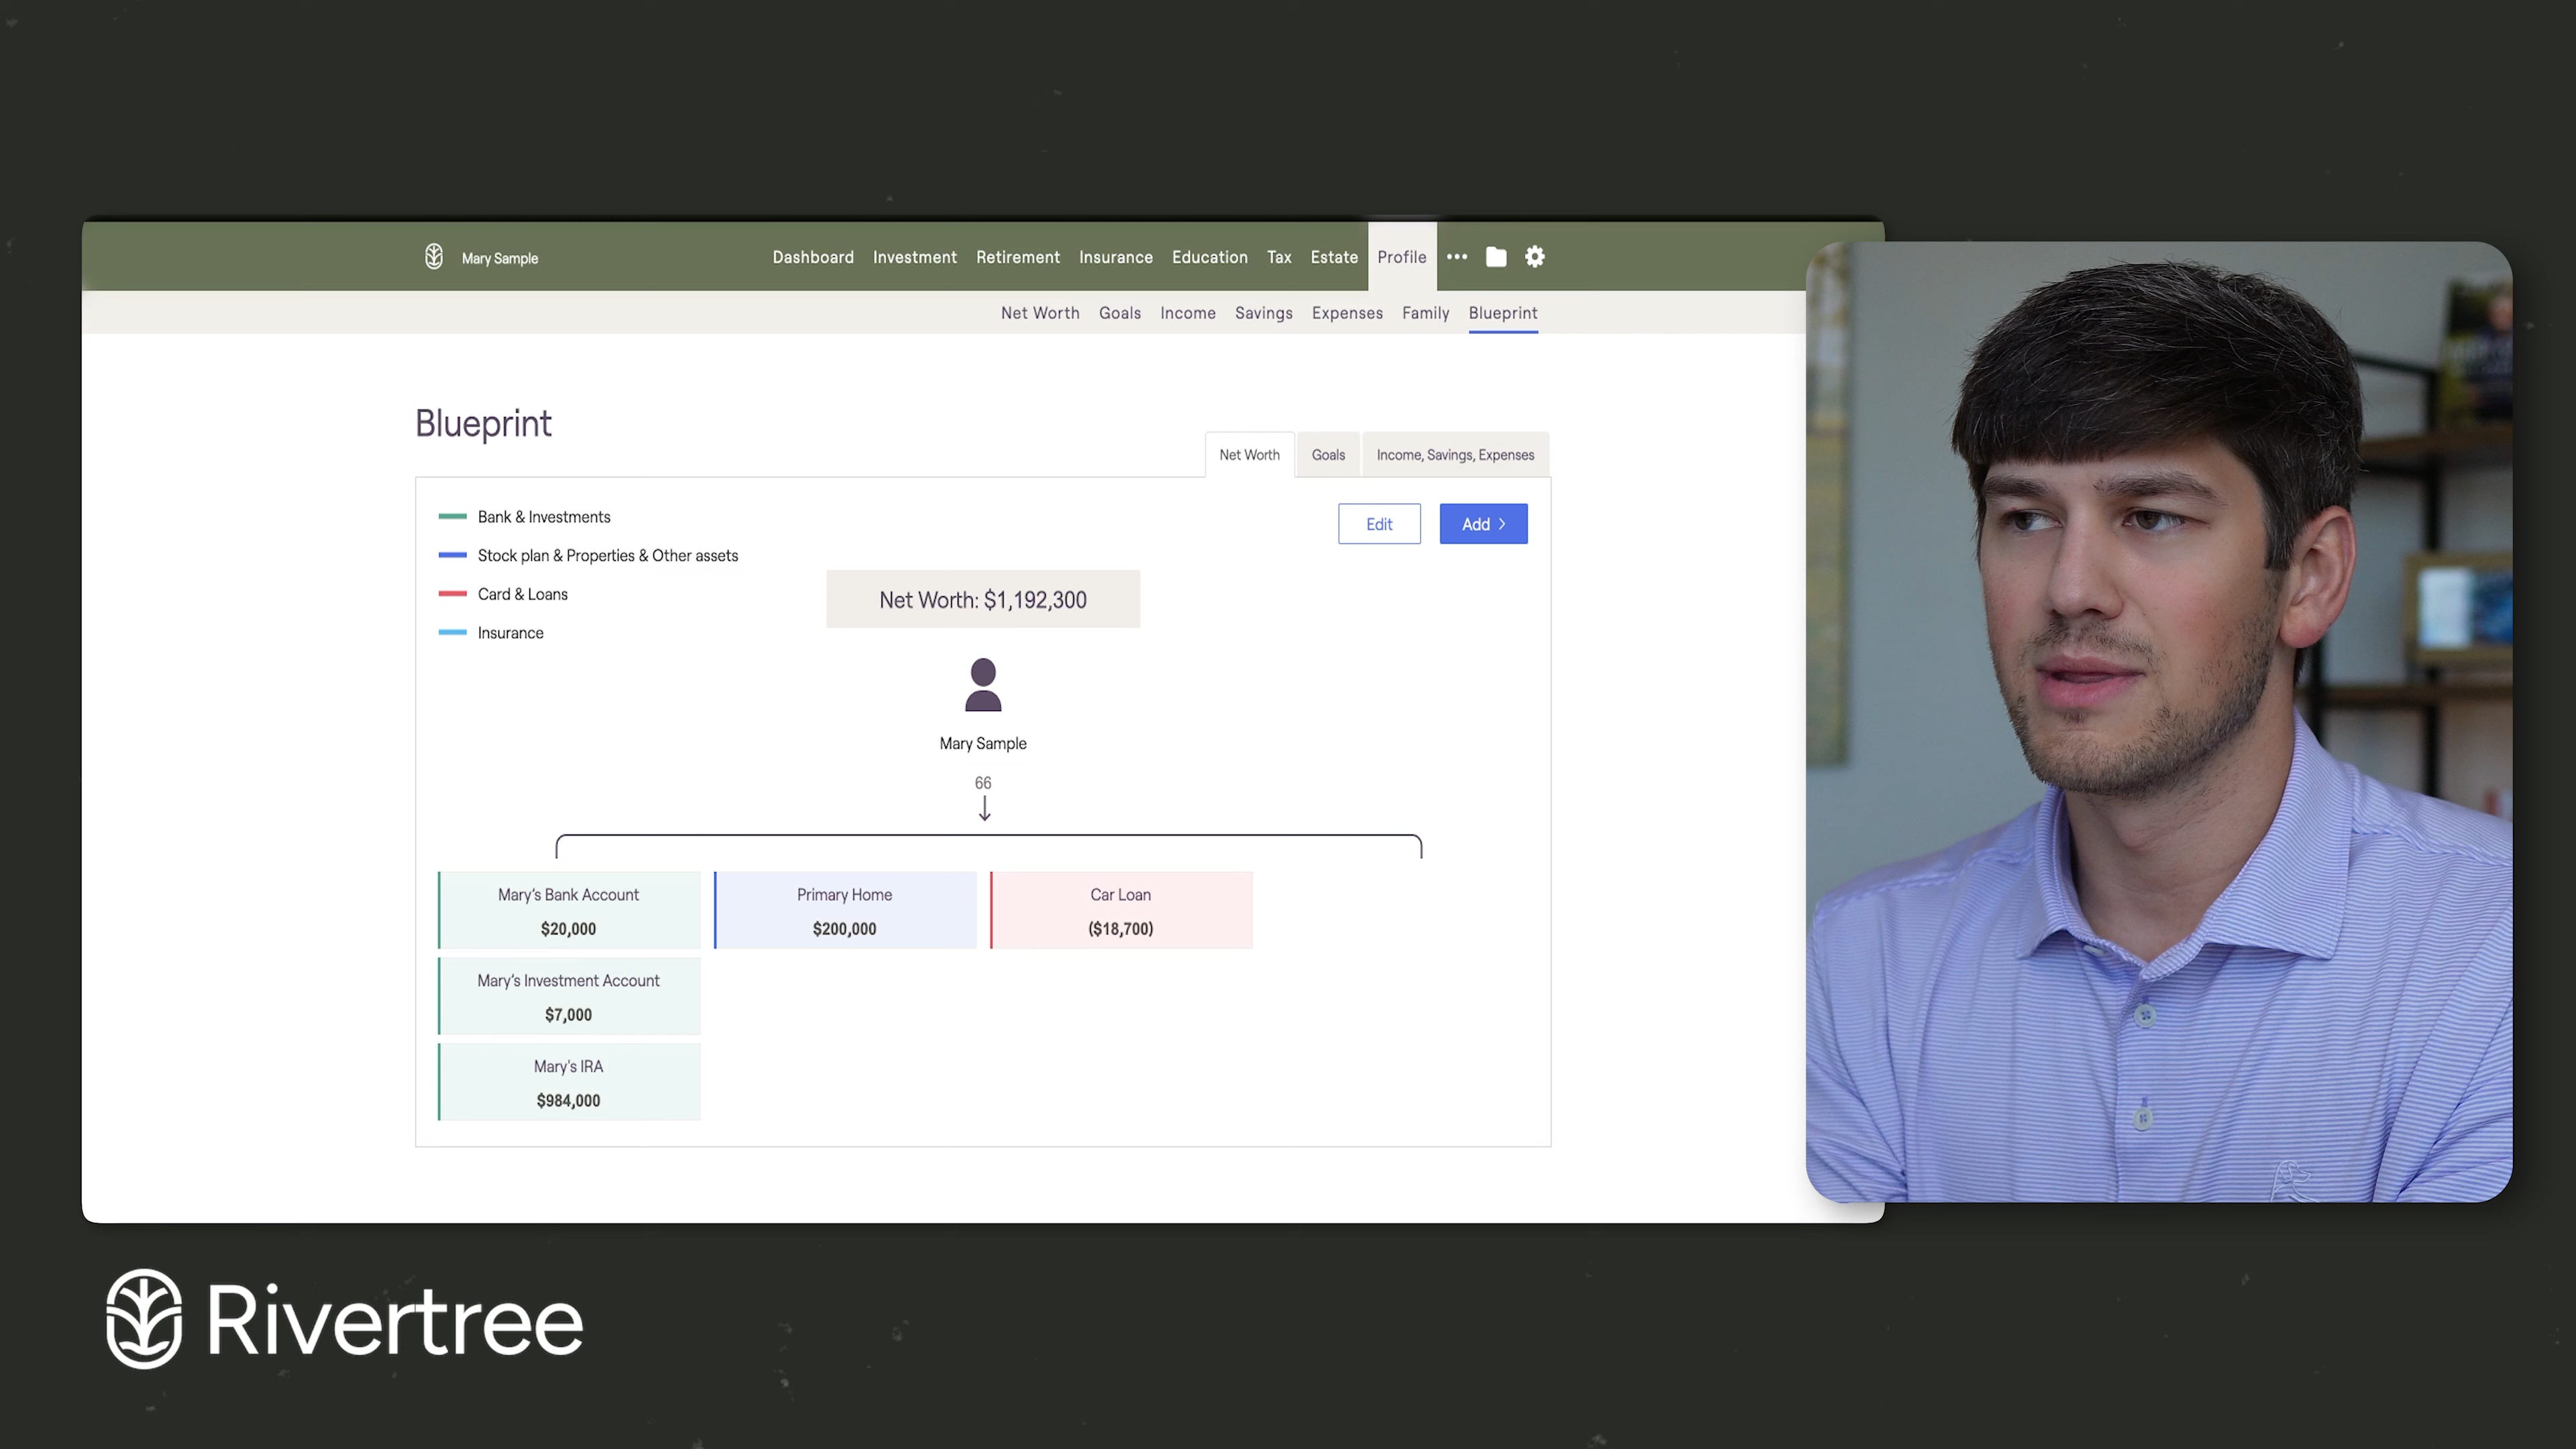 Mary Sample
Dashboard Investment Retirement Insurance Education Tax Estate Profile
Net Worth Goals Income Savings Expenses Family Blueprint
Blueprint
Net Worth Goals Income, Savings, Expenses
Bank & Investments
Stock plan & Properties & Other assets
Card & Loans
Insurance
Edit Add >
Net Worth: $1,192,300
Mary Sample
66
Mary's Bank Account
$20,000
Primary Home
$200,000
Car Loan
($18,700)
Mary's Investment Account
$7,000
Mary's IRA
$984,000
Rivertree